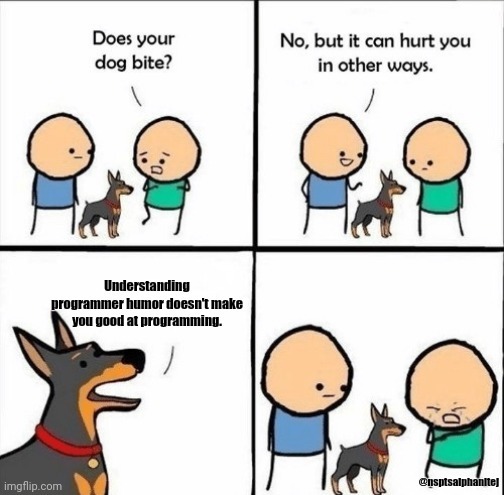 Does your
dog bite?
No, but it can hurt you
in other ways.
Understanding
programmer humor doesn't make
you good at programming.
imgflip.com